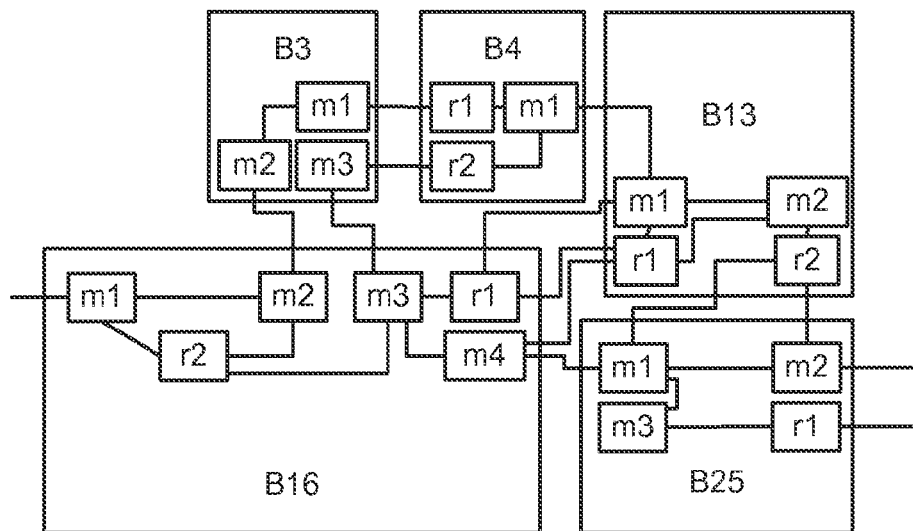 B3
m1
m2 m3
B4
r1 m1
r2
B13
m1 m2
r1 r2
m1 m2 m3 r1
r2 m4
B16
m1 m2
m3 r1
B25